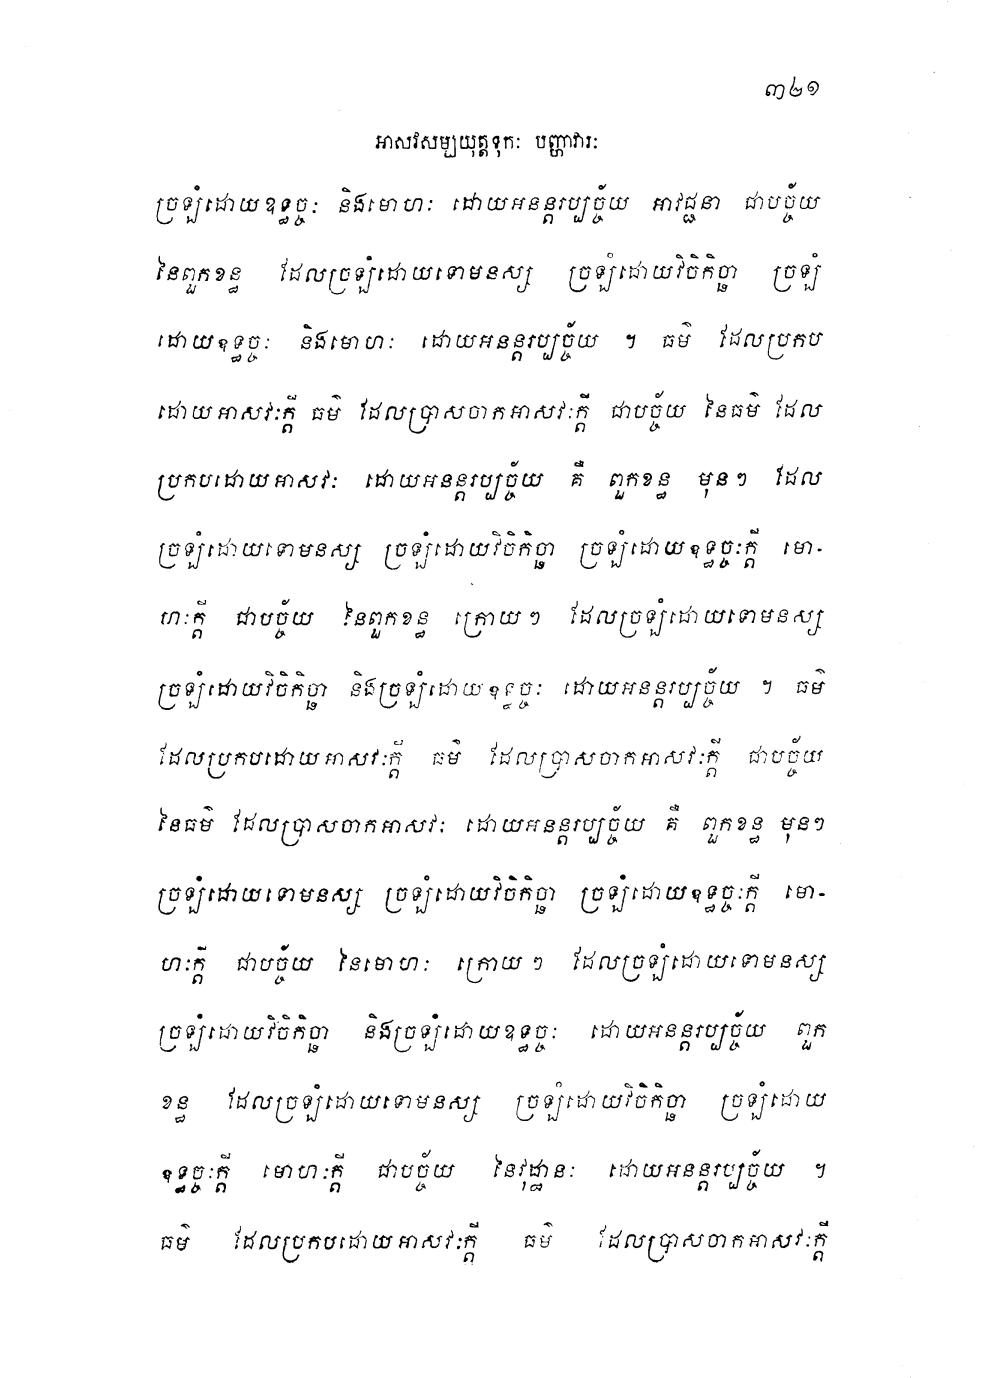 ៣៤១
អាសវសម្បយុត្តទុកៈ បញ្ហាវារៈ
ច្រឡំដោយឧទ្ធច្ចៈ និងមោហៈ ដោយអនន្តរប្បច្ច័យ អាវជ្ជនា ជាបច្ច័យ
នៃពួកខន្ធ ដែលច្រឡំដោយទោមនស្ស ច្រឡំដោយវិចិកិច្ឆា ច្រឡំ
ដោយឧទ្ធច្ចៈ និងមោហៈ ដោយអនន្តរប្បច្ច័យ ។ ធម៌ ដែលប្រកប
ដោយអាសវៈក្តី ធម៌ ដែលប្រាសចាកអាសវៈក្តី ជាបច្ច័យ នៃធម៌ ដែល
ប្រកបដោយអាសវៈ ដោយអនន្តរប្បច្ច័យ គឺ ពួកខន្ធ មុនៗ ដែល
ច្រឡំដោយទោមនស្ស ច្រឡំដោយវិចិកិច្ឆា ច្រឡំដោយឧទ្ធច្ចៈក្តី មោ-
ហៈក្តី ជាបច្ច័យ នៃពួកខន្ធ ក្រោយៗ ដែលច្រឡំដោយទោមនស្ស
ច្រឡំដោយវិចិកិច្ឆា និងច្រឡំដោយឧទ្ធច្ចៈ ដោយអនន្តរប្បច្ច័យ ។ ធម៌
ដែលប្រកបដោយអាសវៈក្តី ធម៌ ដែលប្រាសចាកអាសវៈក្តី ជាបច្ច័យ
នៃធម៌ ដែលប្រាសចាកអាសវៈ ដោយអនន្តរប្បច្ច័យ គឺ ពួកខន្ធ មុនៗ
ច្រឡំដោយទោមនស្ស ច្រឡំដោយវិចិកិច្ឆា ច្រឡំដោយឧទ្ធច្ចៈក្តី មោ-
ហៈក្តី ជាបច្ច័យ នៃមោហៈ ក្រោយៗ ដែលច្រឡំដោយទោមនស្ស
ច្រឡំដោយវិចិកិច្ឆា និងច្រឡំដោយឧទ្ធច្ចៈ ដោយអនន្តរប្បច្ច័យ ពួក
ខន្ធ ដែលច្រឡំដោយទោមនស្ស ច្រឡំដោយវិចិកិច្ឆា ច្រឡំដោយ
ឧទ្ធច្ចៈក្តី មោហៈក្តី ជាបច្ច័យ នៃវុដ្ឋានៈ ដោយអនន្តរប្បច្ច័យ ។
ធម៌ ដែលប្រកបដោយអាសវៈក្តី ធម៌ ដែលប្រាសចាកអាសវៈក្តី